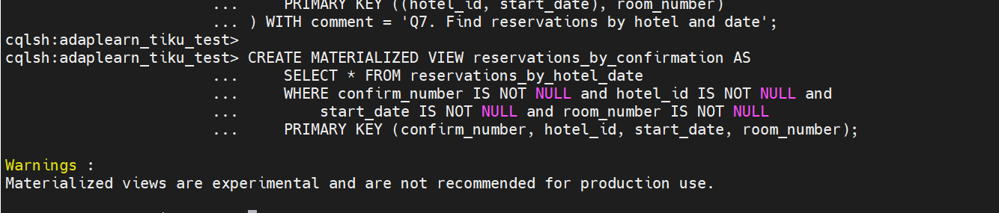 ... PRIMARY KEY ((hotel_id, start_date), room_number)
... ) WITH comment = 'Q7. Find reservations by hotel and date';
cqlsh:adaplearn_tiku_test>
cqlsh:adaplearn_tiku_test> CREATE MATERIALIZED VIEW reservations_by_confirmation AS
... SELECT * FROM reservations_by_hotel_date
... WHERE confirm_number IS NOT NULL and hotel_id IS NOT NULL and
... start_date IS NOT NULL and room_number IS NOT NULL
... PRIMARY KEY (confirm_number, hotel_id, start_date, room_number);
Warnings :
Materialized views are experimental and are not recommended for production use.